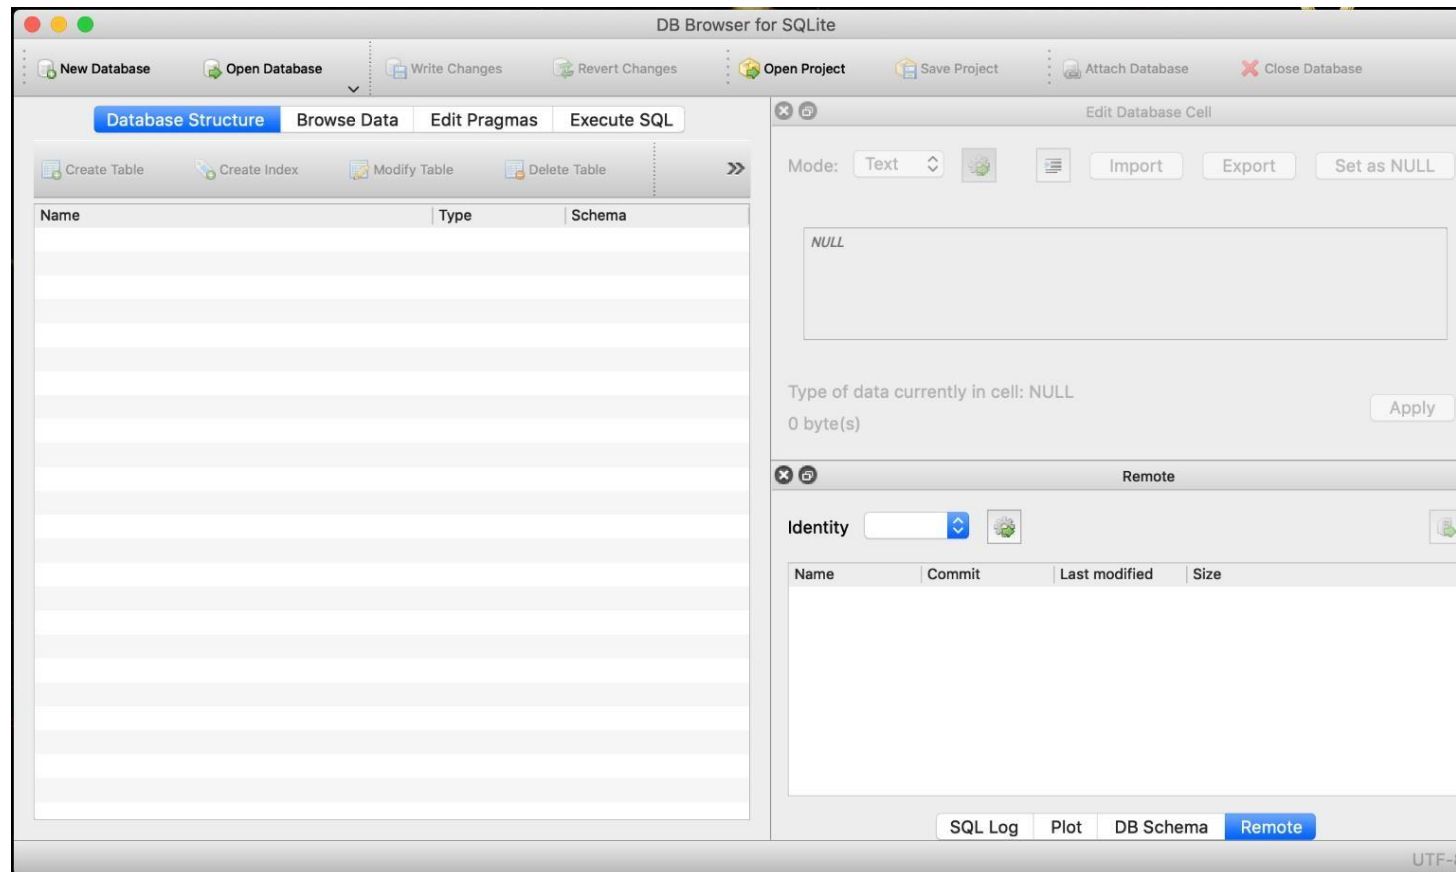 DB Browser for SQLite
New Database Open Database Write Changes Revert Changes Open Project Save Project Attach Database Close Database
Database Structure Browse Data Edit Pragmas Execute SQL
Create Table Create Index Modify Table Delete Table
Name Type Schema
Edit Database Cell
Mode: Text Import Export Set as NULL
NULL
Type of data currently in cell: NULL
0 byte(s)
Apply
Remote
Identity
Name Commit Last modified Size
SQL Log Plot DB Schema Remote